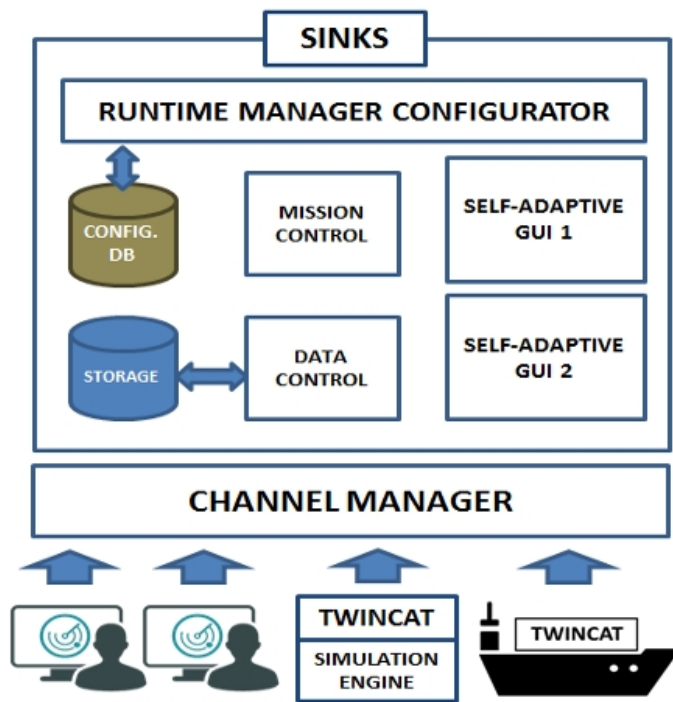 SINKS
RUNTIME MANAGER CONFIGURATOR
CONFIG.
DB
MISSION
CONTROL
SELF-ADAPTIVE
GUI 1
STORAGE
DATA
CONTROL
SELF-ADAPTIVE
GUI 2
CHANNEL MANAGER
TWINCAT
SIMULATION
ENGINE
TWINCAT